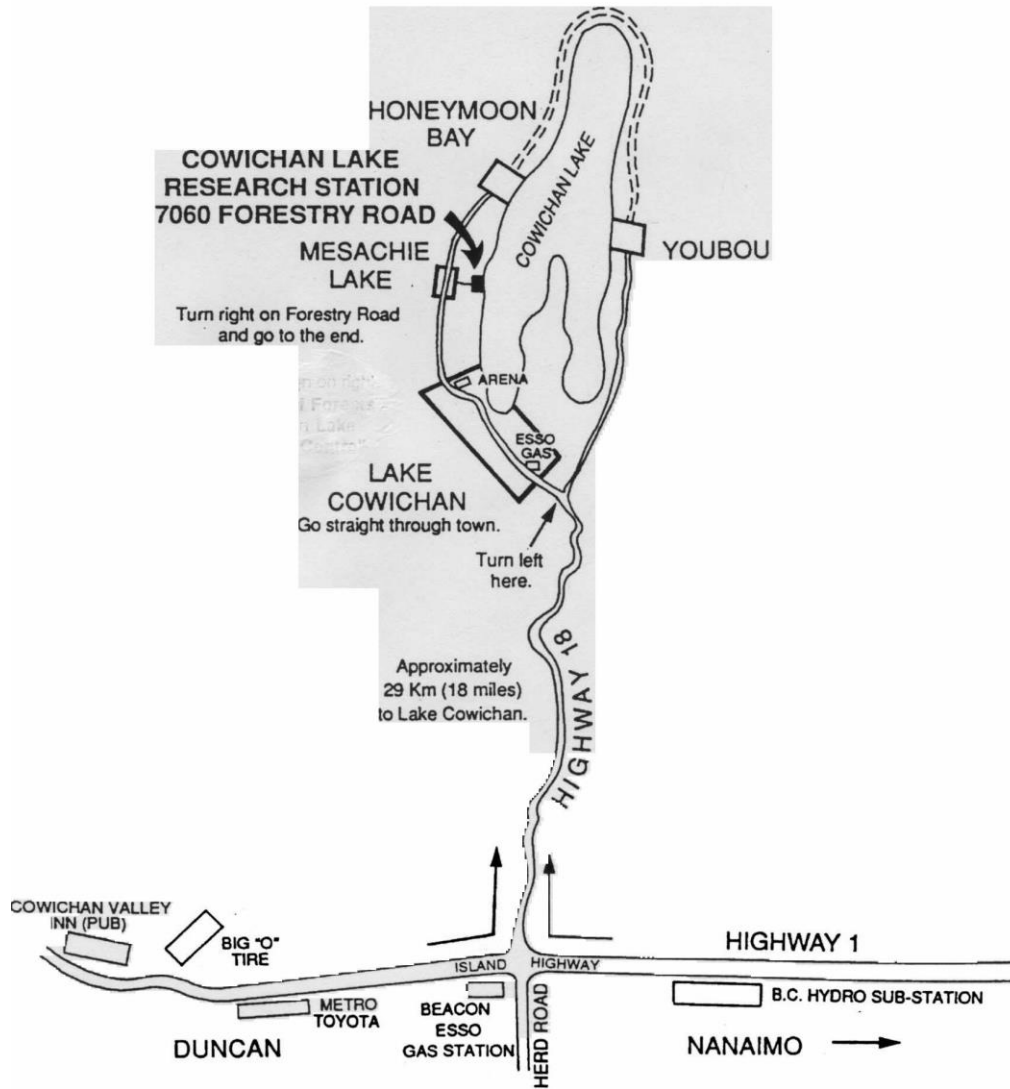 HONEYMOON
BAY
COWICHAN LAKE
RESEARCH STATION
7060 FORESTRY ROAD
COWICHAN LAKE
YOUBOU
MESACHIE
LAKE
Turn right on Forestry Road
and go to the end.
ARENA
ESSO
GAS
LAKE
COWICHAN
Go straight through town.
Turn left
here.
HIGHWAY 18
Approximately
29 Km (18 miles)
to Lake Cowichan.
COWICHAN VALLEY
INN (PUB)
BIG "O"
TIRE
HIGHWAY 1
ISLAND HIGHWAY
METRO
TOYOTA
BEACON
ESSO
GAS STATION
HERD ROAD
B.C. HYDRO SUB-STATION
DUNCAN
NANAIMO